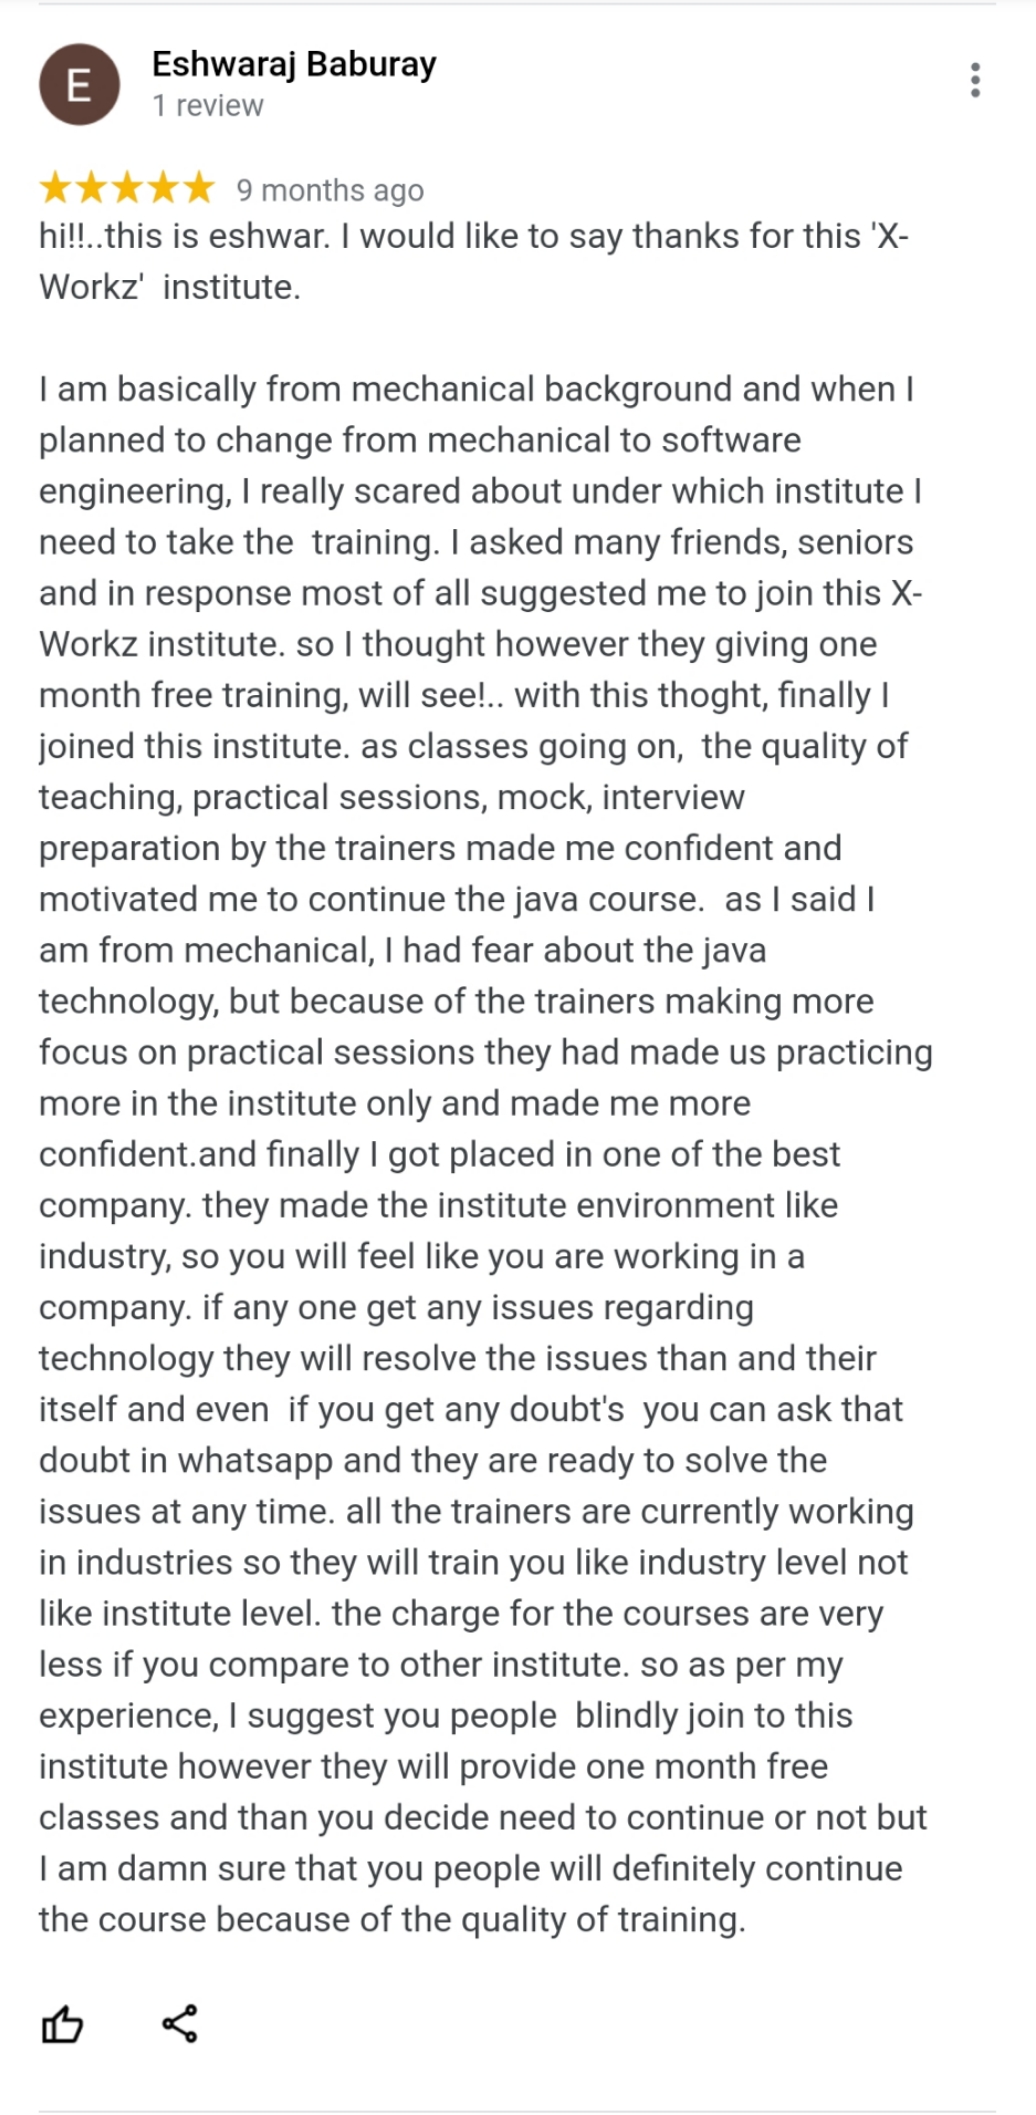 E
Eshwaraj Baburay
1 review
9 months ago
hi!!..this is eshwar. I would like to say thanks for this 'X-
Workz'  institute.
I am basically from mechanical background and when I
planned to change from mechanical to software
engineering, I really scared about under which institute I
need to take the  training. I asked many friends, seniors
and in response most of all suggested me to join this X-
Workz institute. so I thought however they giving one
month free training, will see!.. with this thoght, finally I
joined this institute. as classes going on,  the quality of
teaching, practical sessions, mock, interview
preparation by the trainers made me confident and
motivated me to continue the java course.  as I said I
am from mechanical, I had fear about the java
technology, but because of the trainers making more
focus on practical sessions they had made us practicing
more in the institute only and made me more
confident.and finally I got placed in one of the best
company. they made the institute environment like
industry, so you will feel like you are working in a
company. if any one get any issues regarding
technology they will resolve the issues than and their
itself and even  if you get any doubt's  you can ask that
doubt in whatsapp and they are ready to solve the
issues at any time. all the trainers are currently working
in industries so they will train you like industry level not
like institute level. the charge for the courses are very
less if you compare to other institute. so as per my
experience, I suggest you people  blindly join to this
institute however they will provide one month free
classes and than you decide need to continue or not but
I am damn sure that you people will definitely continue
the course because of the quality of training.